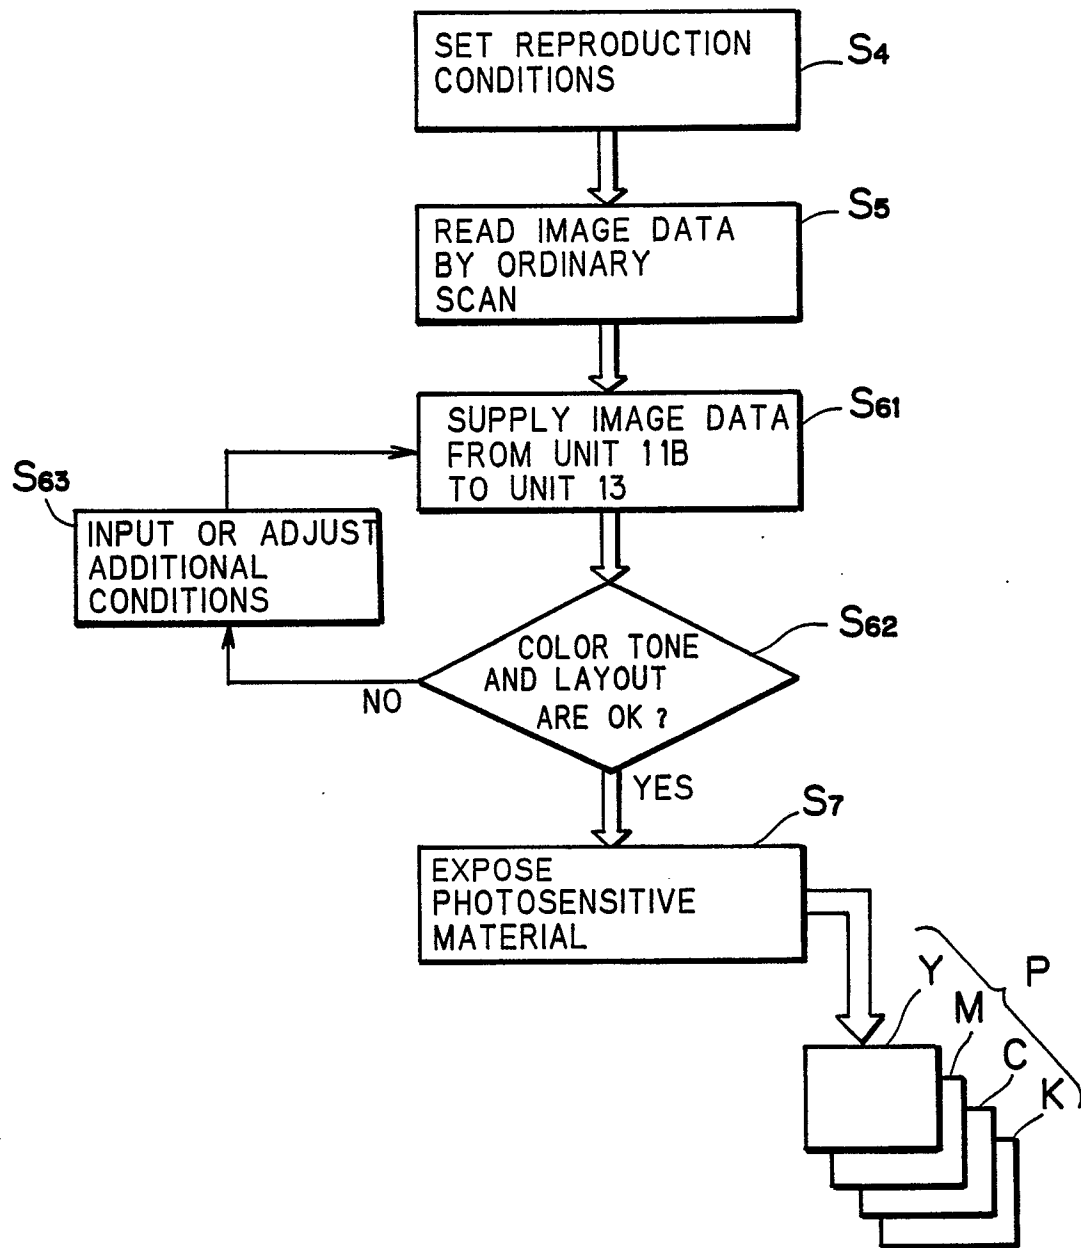 SET REPRODUCTION
CONDITIONS
S4
READ IMAGE DATA
BY ORDINARY
SCAN
S5
SUPPLY IMAGE DATA
FROM UNIT 11B
TO UNIT 13
S61
S63
INPUT OR ADJUST
ADDITIONAL
CONDITIONS
COLOR TONE
AND LAYOUT
ARE OK ?
S62
NO
YES
S7
EXPOSE
PHOTOSENSITIVE
MATERIAL
Y
P
M
C
K